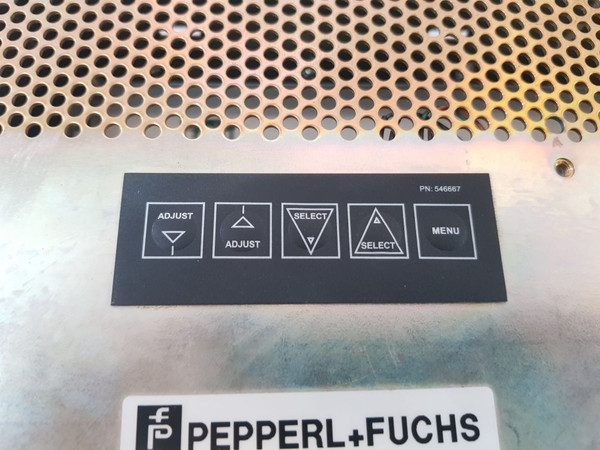 PN: 546667
ADJUST
ADJUST
SELECT
SELECT
MENU
PEPPERL+FUCHS